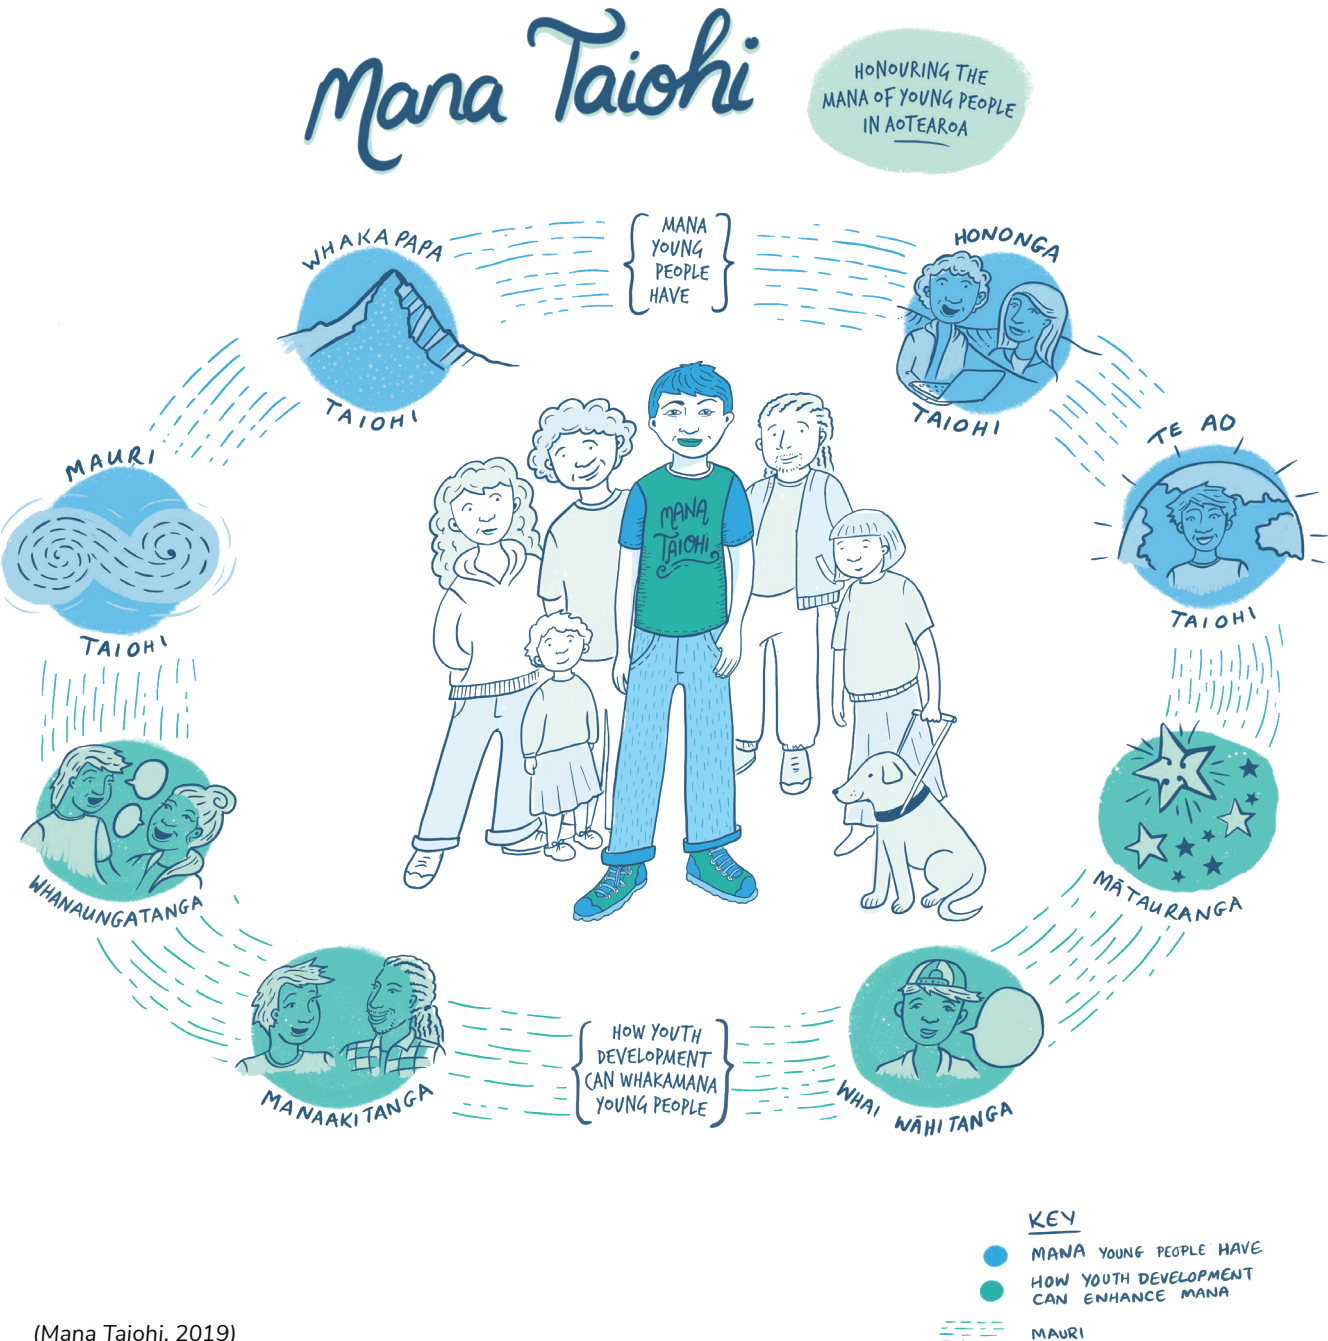 Mana Taiohi
HONOURING THE
MANA OF YOUNG PEOPLE
IN AOTEAROA
WHAKAPAPA
TAIOHI
{MANA
YOUNG
PEOPLE
HAVE}
HONONGA
TAIOHI
MAURI
TAIOHI
TE AO
TAIOHI
MANA
TAIOHI
WHANAUNGATANGA
MĀTAURANGA
MANAAKITANGA
{HOW YOUTH
DEVELOPMENT
CAN WHAKAMANA
YOUNG PEOPLE}
WHAI WĀHITANGA
KEY
MANA YOUNG PEOPLE HAVE
HOW YOUTH DEVELOPMENT
CAN ENHANCE MANA
MAURI
(Mana Taiohi, 2019)